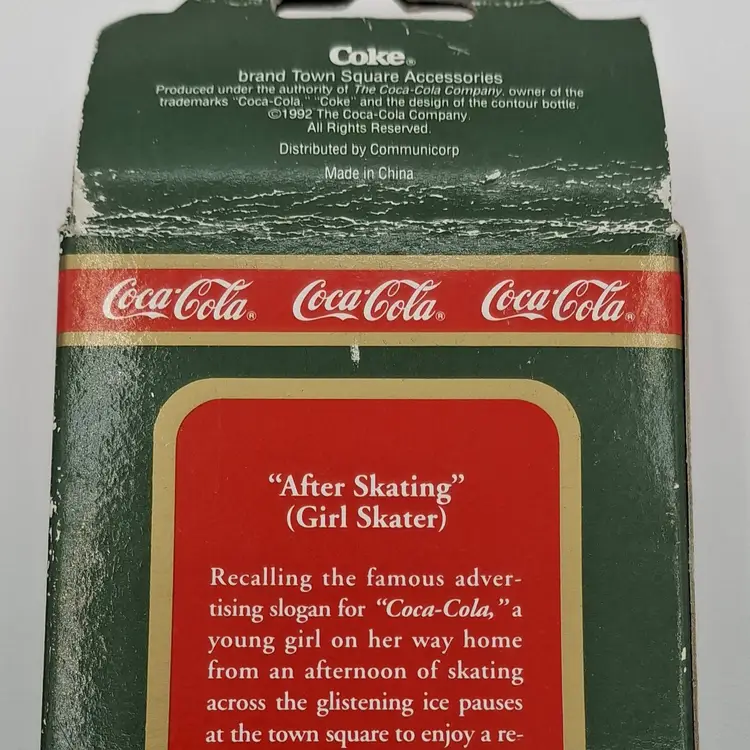 Coke®
brand Town Square Accessories
Produced under the authority of The Coca-Cola Company, owner of the
trademarks "Coca-Cola," "Coke" and the design of the contour bottle.
©1992 The Coca-Cola Company.
All Rights Reserved.
Distributed by Communicorp
Made in China
Coca-Cola® Coca-Cola® Coca-Cola®
"After Skating"
(Girl Skater)
Recalling the famous adver-
tising slogan for "Coca-Cola," a
young girl on her way home
from an afternoon of skating
across the glistening ice pauses
at the town square to enjoy a re-